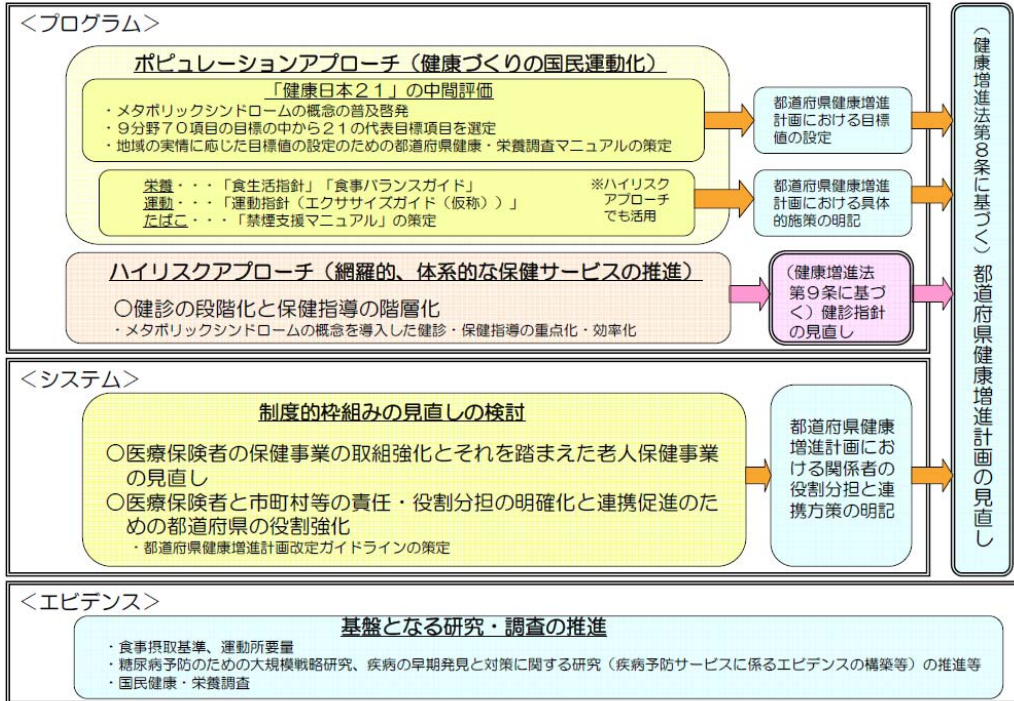 ＜プログラム＞
ポピュレーションアプローチ（健康づくりの国民運動化）
「健康日本２１」の中間評価
・メタボリックシンドロームの概念の普及啓発
・９分野７０項目の目標の中から２１の代表目標項目を選定
・地域の実情に応じた目標値の設定のための都道府県健康・栄養調査マニュアルの策定
都道府県健康増進
計画における目標
値の設定
栄養・・・「食生活指針」「食事バランスガイド」
運動・・・「運動指針（エクササイズガイド（仮称））」
たばこ・・・「禁煙支援マニュアル」の策定
※ハイリスク
アプローチ
でも活用
都道府県健康増進
計画における具体
的施策の明記
ハイリスクアプローチ（網羅的、体系的な保健サービスの推進）
○健診の段階化と保健指導の階層化
・メタボリックシンドロームの概念を導入した健診・保健指導の重点化・効率化
（健康増進法
第９条に基づ
く）健診指針
の見直し
＜システム＞
制度的枠組みの見直しの検討
○医療保険者の保健事業の取組強化とそれを踏まえた老人保健事業
の見直し
○医療保険者と市町村等の責任・役割分担の明確化と連携促進のた
めの都道府県の役割強化
・都道府県健康増進計画改定ガイドラインの策定
都道府県健康
増進計画にお
ける関係者の
役割分担と連
携方策の明記
（健康増進法第８条に基づく）都道府県健康増進計画の見直し
＜エビデンス＞
基盤となる研究・調査の推進
・食事摂取基準、運動所要量
・糖尿病予防のための大規模戦略研究、疾病の早期発見と対策に関する研究（疾病予防サービスに係るエビデンスの構築等）の推進等
・国民健康・栄養調査